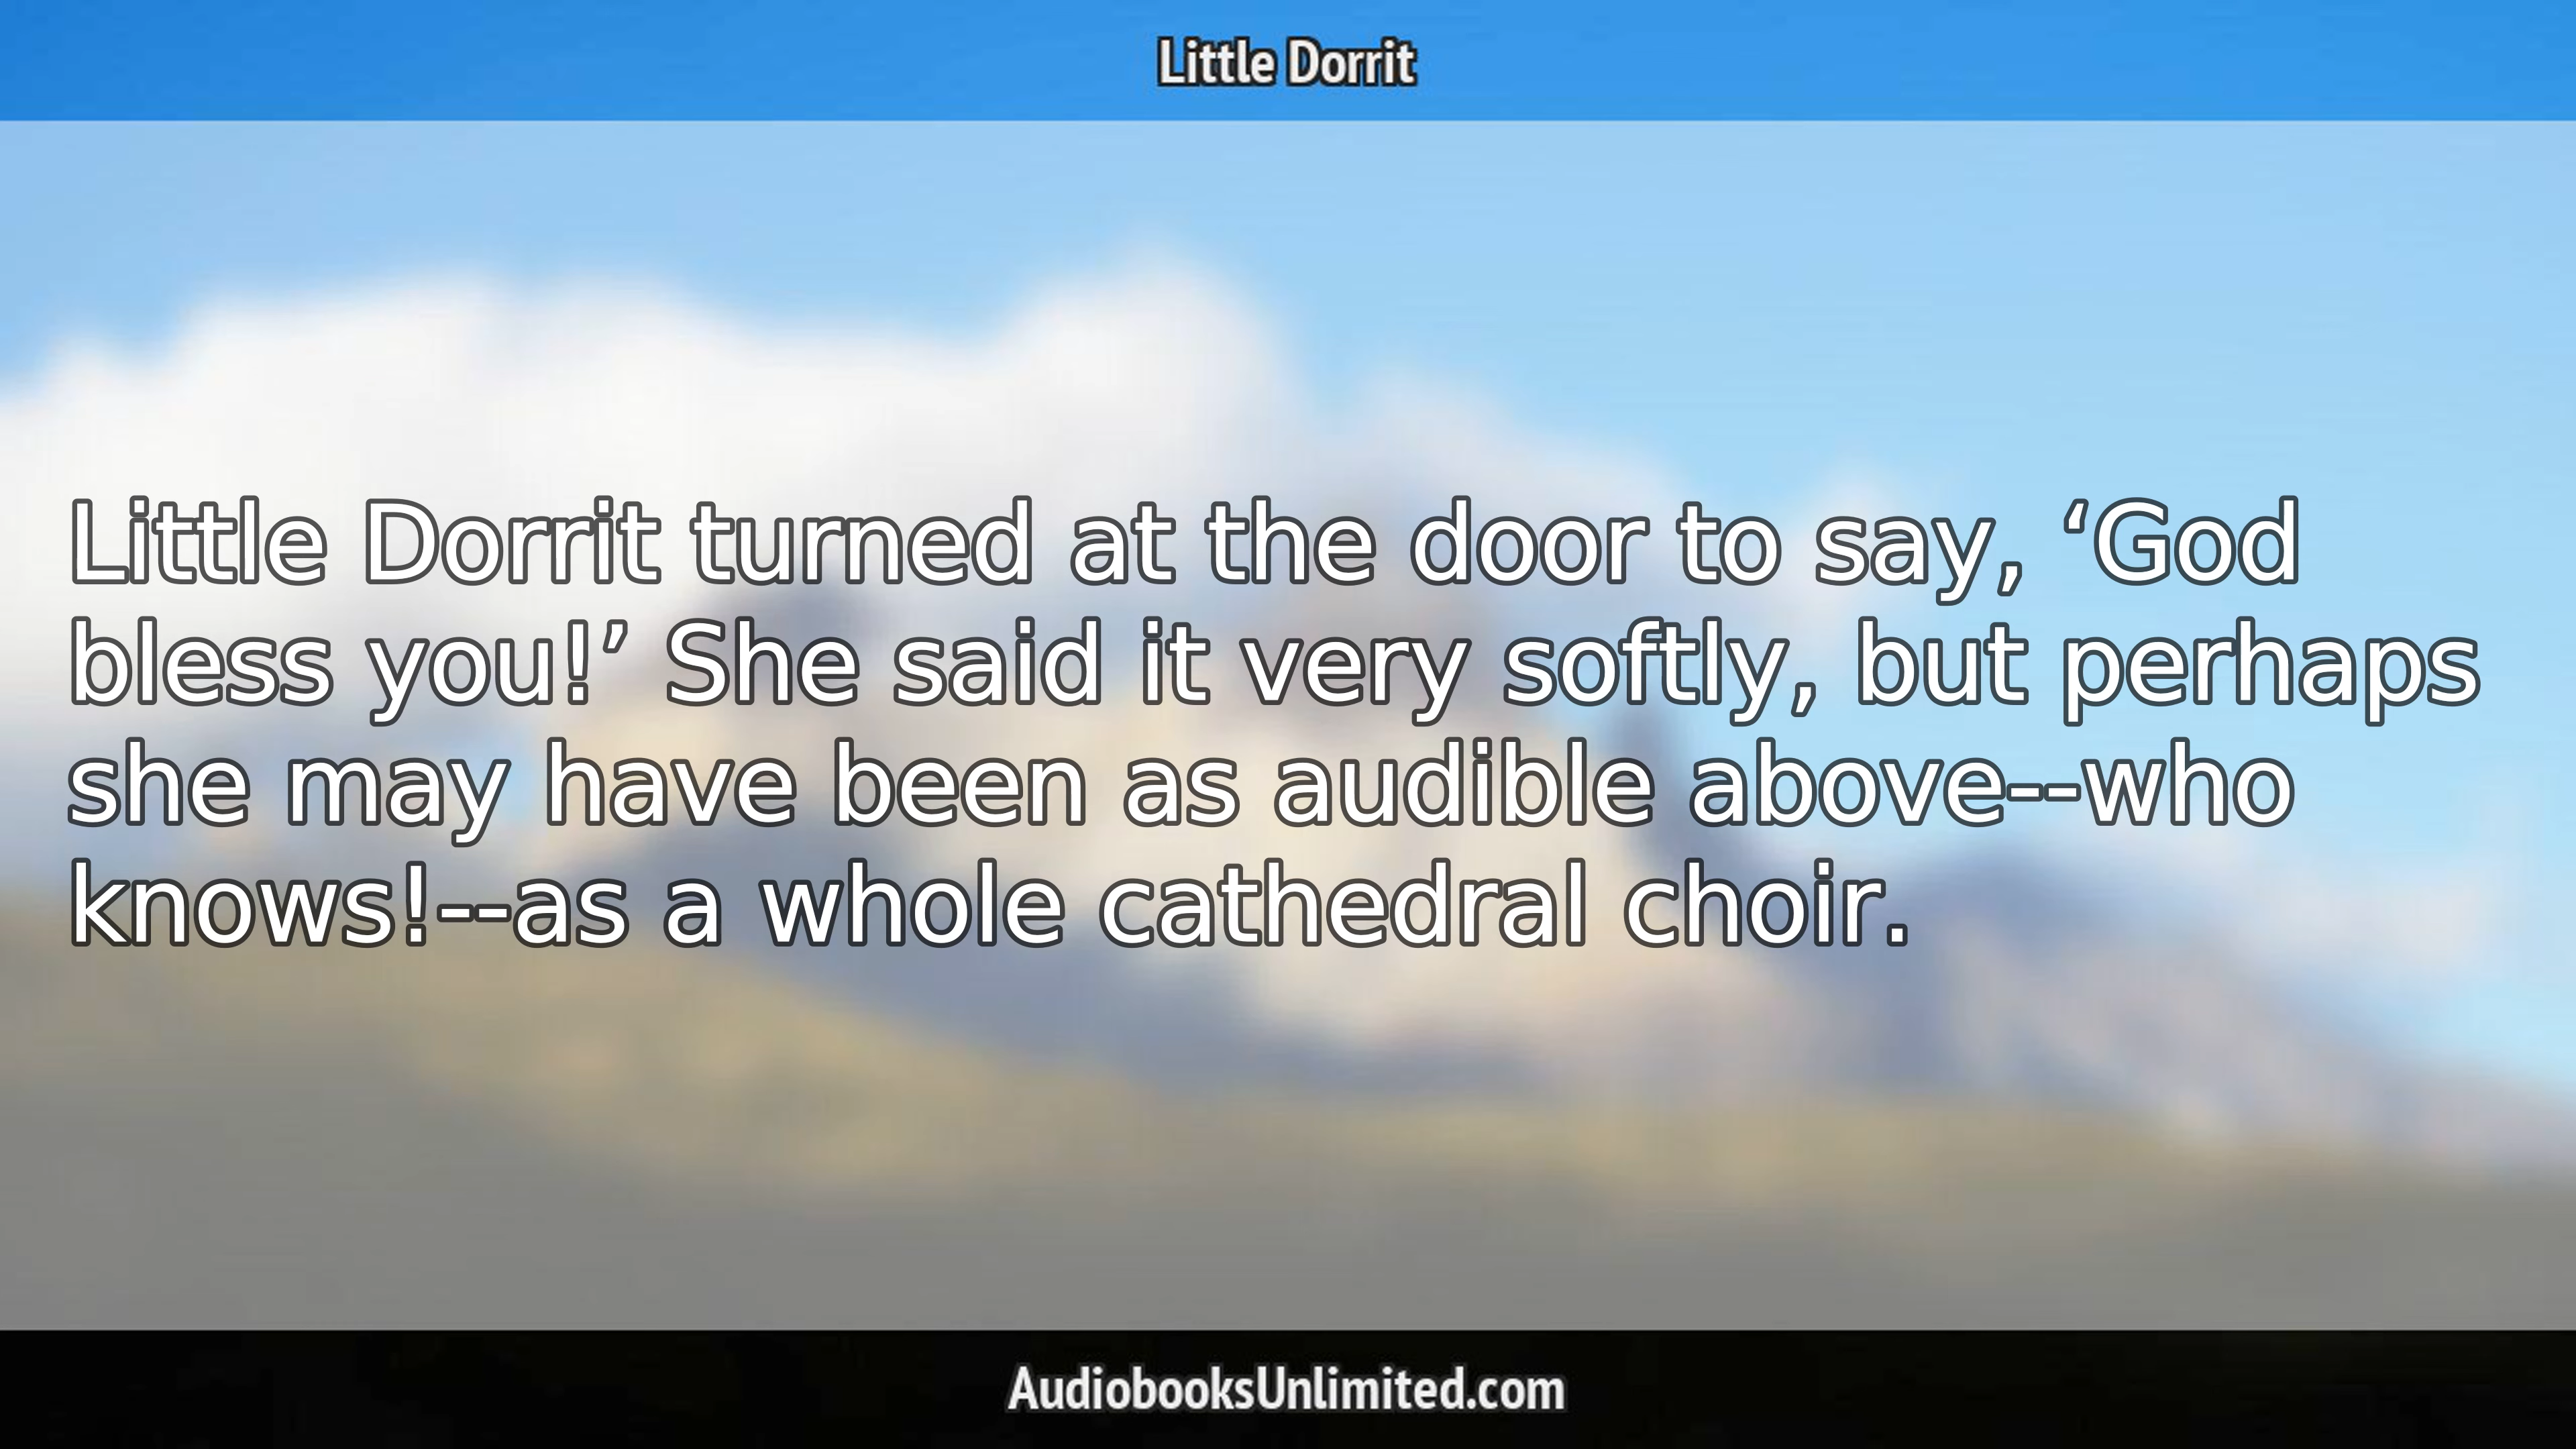 Little Dorrit
Little Dorrit turned at the door to say, ‘God
bless you!’ She said it very softly, but perhaps
she may have been as audible above--who
knows!--as a whole cathedral choir.
AudiobooksUnlimited.com